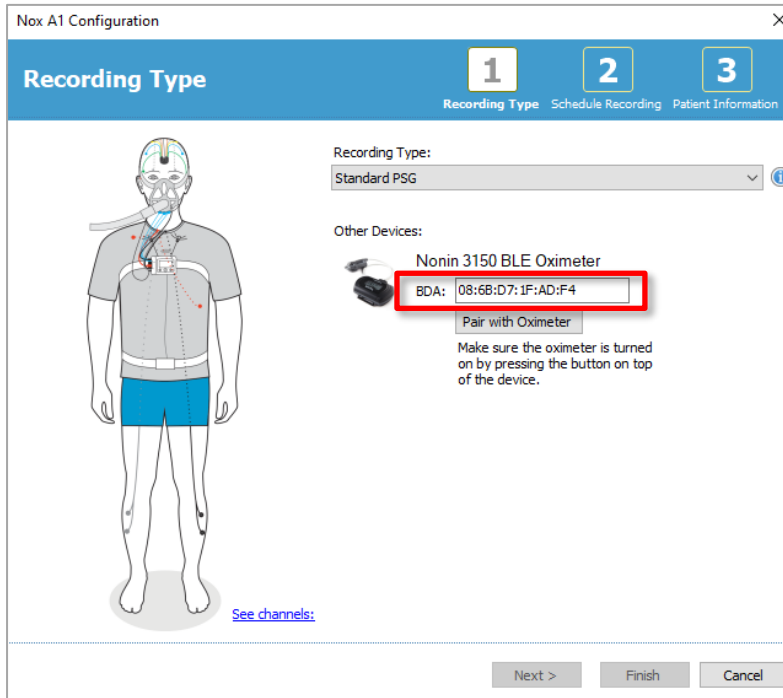 Nox A1 Configuration
Recording Type
1
Recording Type
2
Schedule Recording
3
Patient Information
Recording Type:
Standard PSG
Other Devices:
Nonin 3150 BLE Oximeter
BDA: 08:6B:D7:1F:AD:F4
Pair with Oximeter
Make sure the oximeter is turned
on by pressing the button on top
of the device.
See channels:
Next >
Finish
Cancel